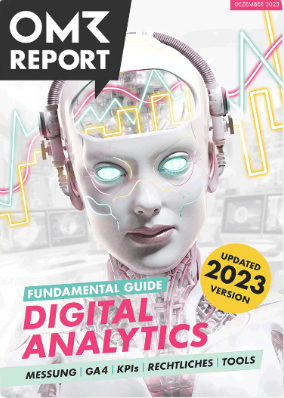 DEZEMBER 2023
OMR
REPORT
UPDATED
2023
VERSION
FUNDAMENTAL GUIDE
DIGITAL
ANALYTICS
MESSUNG | GA4 | KPIs | RECHTLICHES | TOOLS